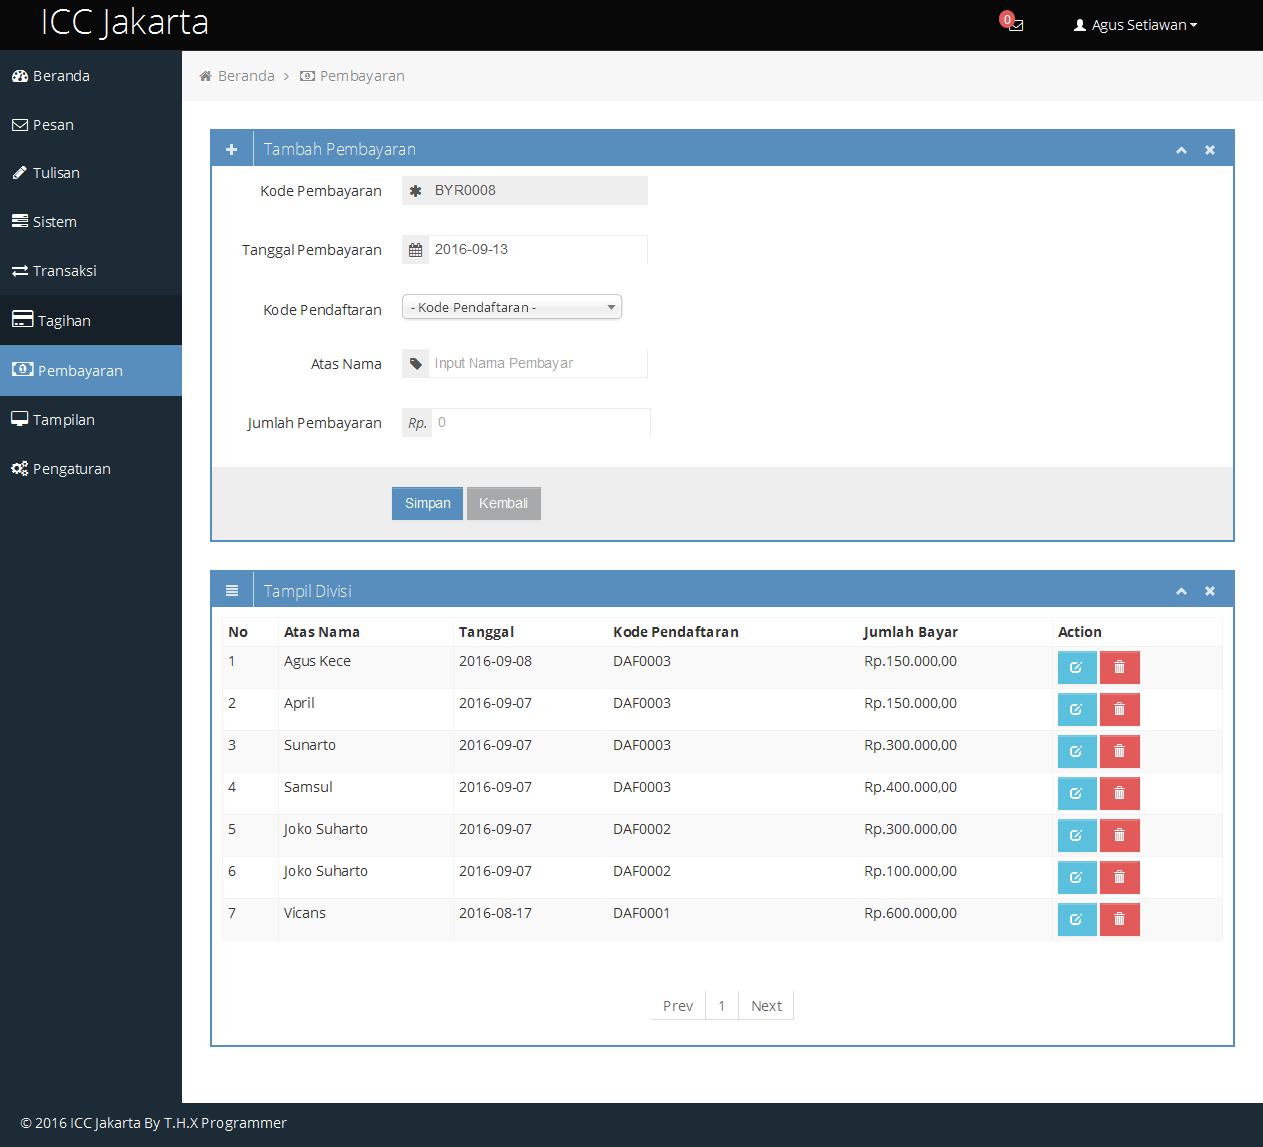 ICC Jakarta
0
Agus Setiawan
Beranda
Pesan
Tulisan
Sistem
Transaksi
Tagihan
Pembayaran
Tampilan
Pengaturan
Beranda > Pembayaran
Tambah Pembayaran
Kode Pembayaran BYR0008
Tanggal Pembayaran 2016-09-13
Kode Pendaftaran - Kode Pendaftaran -
Atas Nama Input Nama Pembayar
Jumlah Pembayaran Rp. 0
Simpan Kembali
Tampil Divisi
No Atas Nama Tanggal Kode Pendaftaran Jumlah Bayar Action
1 Agus Kece 2016-09-08 DAF0003 Rp.150.000,00
2 April 2016-09-07 DAF0003 Rp.150.000,00
3 Sunarto 2016-09-07 DAF0003 Rp.300.000,00
4 Samsul 2016-09-07 DAF0003 Rp.400.000,00
5 Joko Suharto 2016-09-07 DAF0002 Rp.300.000,00
6 Joko Suharto 2016-09-07 DAF0002 Rp.100.000,00
7 Vicans 2016-08-17 DAF0001 Rp.600.000,00
Prev 1 Next
© 2016 ICC Jakarta By T.H.X Programmer